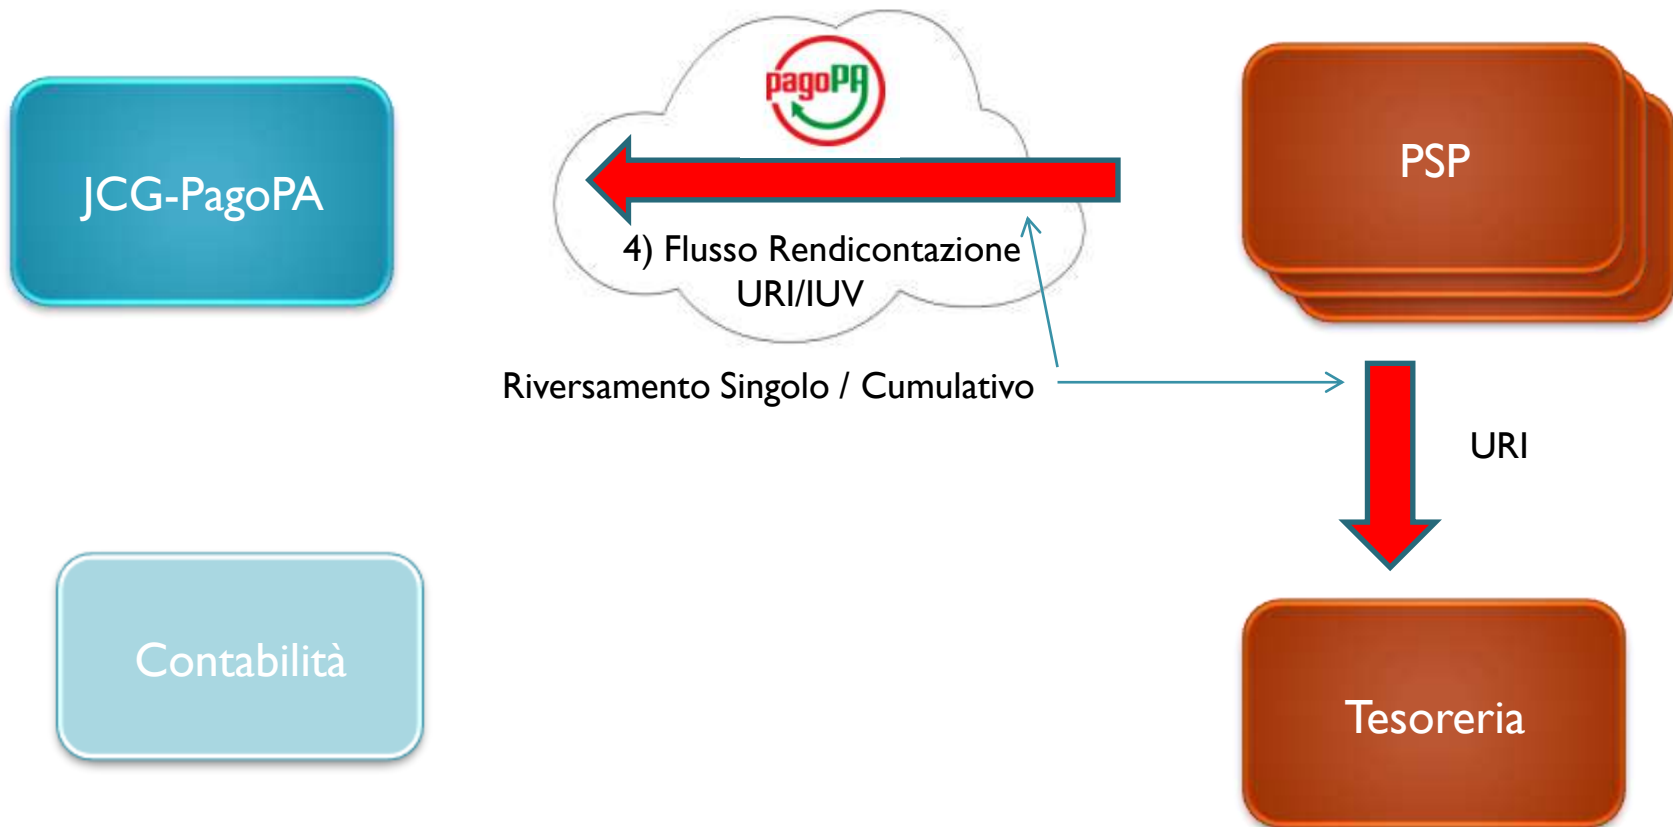 pagoPA
JCG-PagoPA
PSP
4) Flusso Rendicontazione
URI/IUV
Riversamento Singolo / Cumulativo
URI
Contabilità
Tesoreria